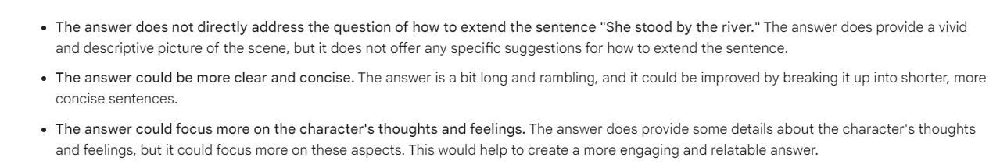 • The answer does not directly address the question of how to extend the sentence "She stood by the river." The answer does provide a vivid
and descriptive picture of the scene, but it does not offer any specific suggestions for how to extend the sentence.
• The answer could be more clear and concise. The answer is a bit long and rambling, and it could be improved by breaking it up into shorter, more
concise sentences.
• The answer could focus more on the character's thoughts and feelings. The answer does provide some details about the character's thoughts
and feelings, but it could focus more on these aspects. This would help to create a more engaging and relatable answer.